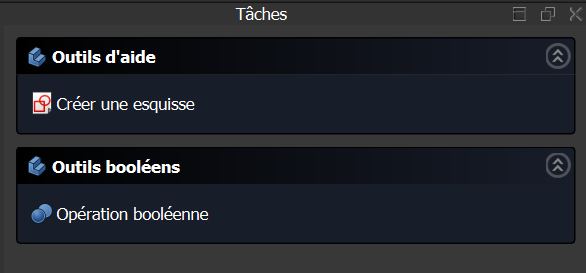 Tâches
Outils d'aide
Créer une esquisse
Outils booléens
Opération booléenne